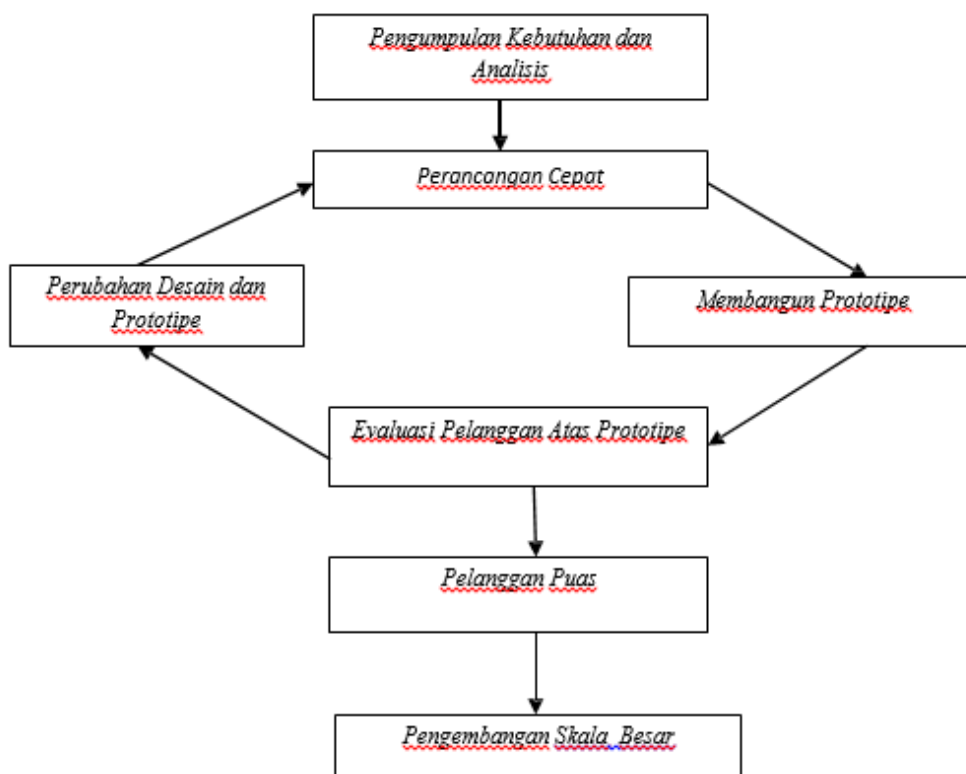 Pengumpulan Kebutuhan dan
Analisis
Perancangan Cepat
Perubahan Desain dan
Prototipe
Membangun Prototipe
Evaluasi Pelanggan Atas Prototipe
Pelanggan Puas
Pengembangan Skala Besar